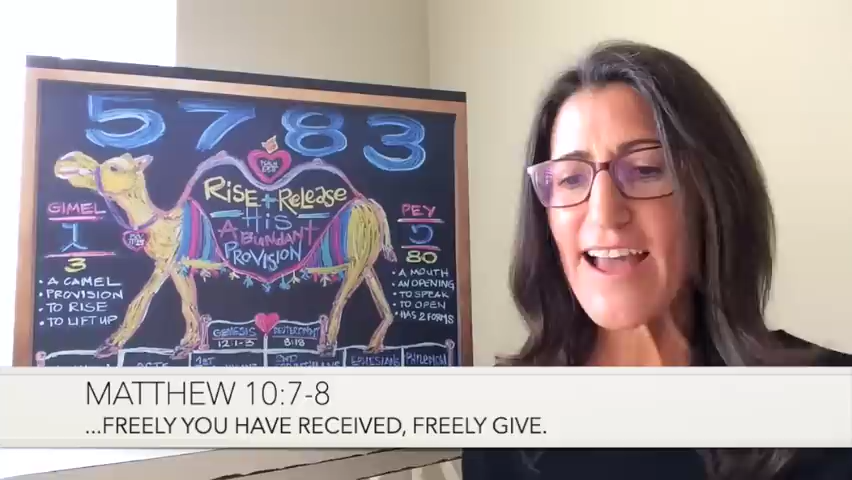 5783
RISE + RELEASE
HIS
ABUNDANT
PROVISION
GIMEL
ג
3
• A CAMEL
• PROVISION
• TO RISE
• TO LIFT UP
PEY
80
• A MOUTH
• AN OPENING
• TO SPEAK
• TO OPEN
• HAS 2 FORMS
GENESIS
12:1-3
DEUTERONOMY
8:18
EPHESIANS
PHILEMON
MATTHEW 10:7-8
...FREELY YOU HAVE RECEIVED, FREELY GIVE.